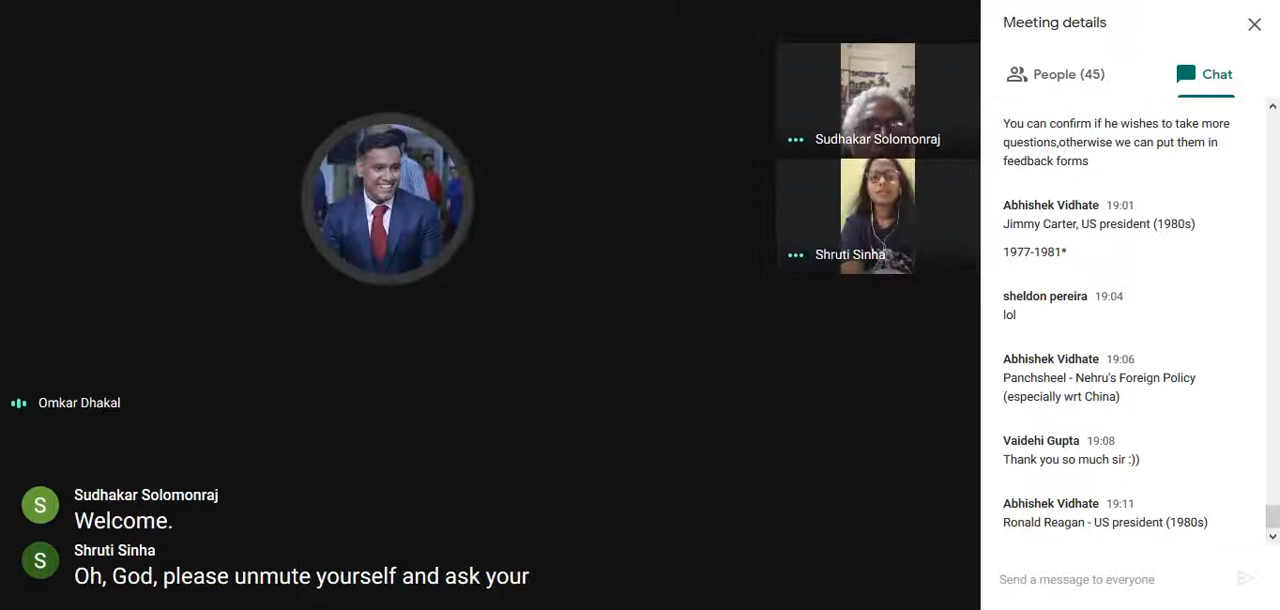 Meeting details
People (45)
Chat
You can confirm if he wishes to take more
questions,otherwise we can put them in
feedback forms
Abhishek Vidhate 19:01
Jimmy Carter, US president (1980s)
1977-1981*
sheldon pereira 19:04
lol
Abhishek Vidhate 19:06
Panchsheel - Nehru's Foreign Policy
(especially wrt China)
Vaidehi Gupta 19:08
Thank you so much sir :))
Abhishek Vidhate 19:11
Ronald Reagan - US president (1980s)
Send a message to everyone
Sudhakar Solomonraj
Shruti Sinha
Omkar Dhakal
S
Sudhakar Solomonraj
Welcome.
S
Shruti Sinha
Oh, God, please unmute yourself and ask your